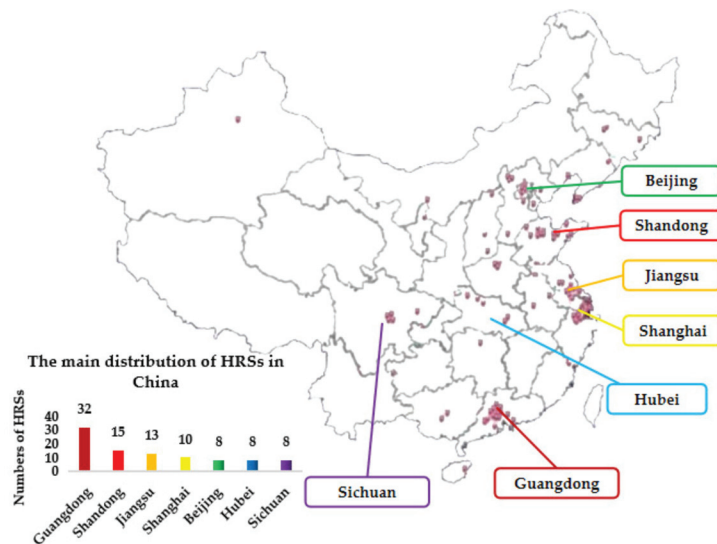 Beijing
Shandong
Jiangsu
Shanghai
Hubei
Guangdong
Sichuan
The main distribution of HRSs in
China
Numbers of HRSs
40
30
20
10
0
32
15
13
10
8
8
8
Guangdong
Shandong
Jiangsu
Shanghai
Beijing
Hubei
Sichuan